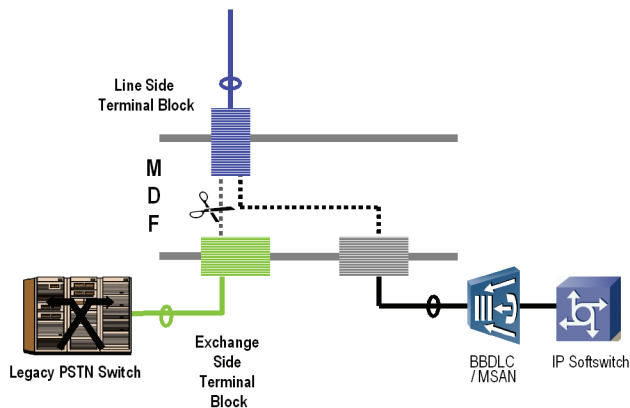 Line Side
Terminal Block
M
D
F
Exchange
Side
Terminal
Block
Legacy PSTN Switch
BBDLC
/ MSAN
IP Softswitch